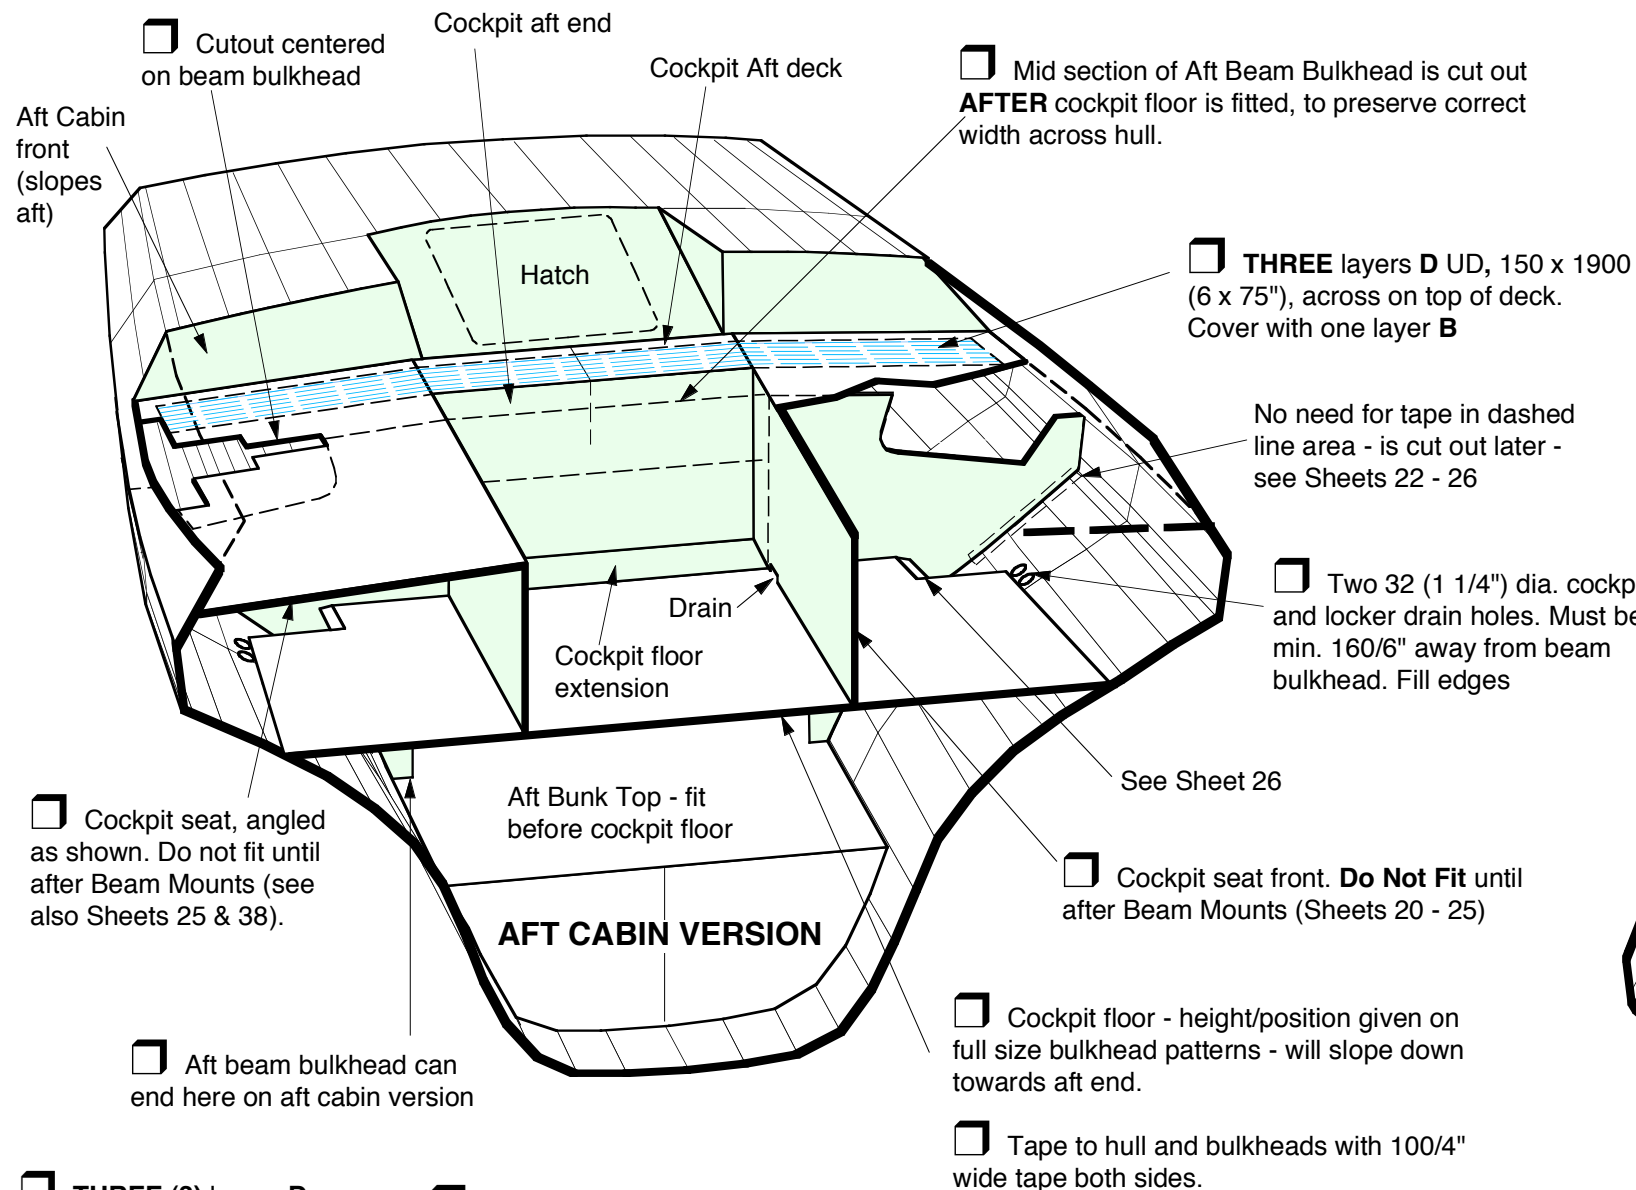 Cockpit aft end
Cutout centered
on beam bulkhead
Cockpit Aft deck
Mid section of Aft Beam Bulkhead is cut out
AFTER cockpit floor is fitted, to preserve correct
width across hull.
Aft Cabin
front
(slopes
aft)
THREE layers D UD, 150 x 1900
(6 x 75"), across on top of deck.
Cover with one layer B
Hatch
No need for tape in dashed
line area - is cut out later -
see Sheets 22 - 26
Two 32 (1 1/4") dia. cockp
and locker drain holes. Must be
min. 160/6" away from beam
bulkhead. Fill edges
Drain
Cockpit floor
extension
See Sheet 26
Aft Bunk Top - fit
before cockpit floor
Cockpit seat, angled
as shown. Do not fit until
after Beam Mounts (see
also Sheets 25 & 38).
Cockpit seat front. Do Not Fit until
after Beam Mounts (Sheets 20 - 25)
AFT CABIN VERSION
Cockpit floor - height/position given on
full size bulkhead patterns - will slope down
towards aft end.
Aft beam bulkhead can
end here on aft cabin version
Tape to hull and bulkheads with 100/4"
wide tape both sides.